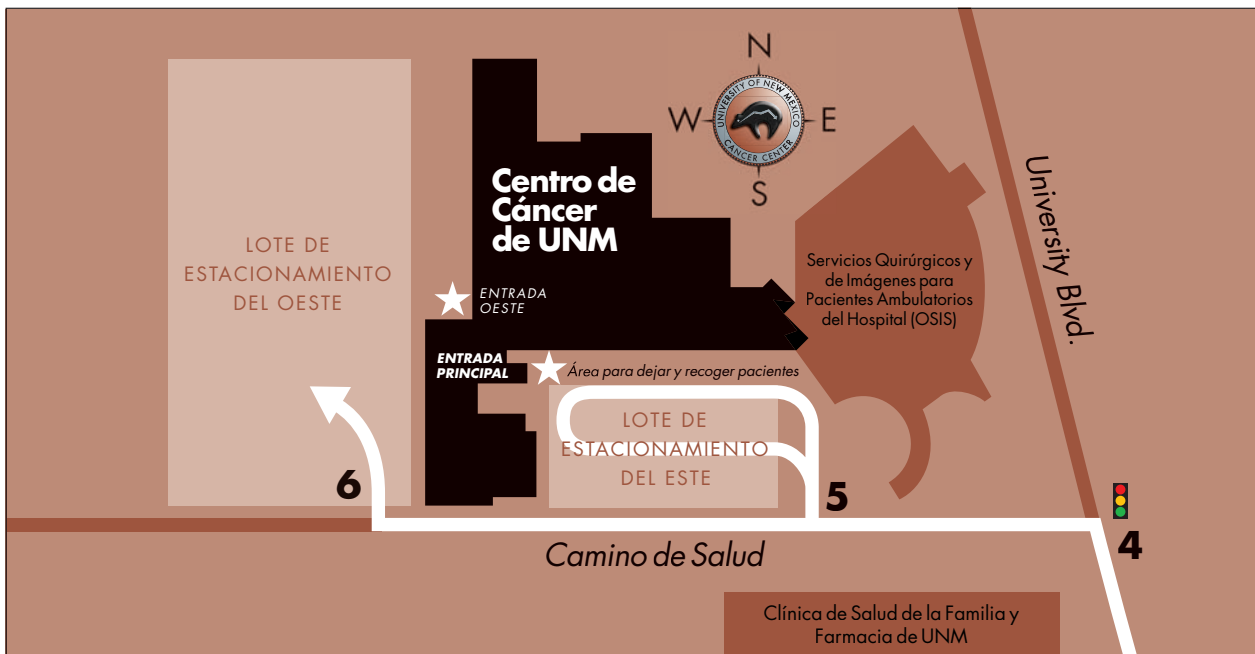 N
W
E
S
UNIVERSITY OF NEW MEXICO
CANCER CENTER
University Blvd.
Centro de
Cáncer
de UNM
LOTE DE
ESTACIONAMIENTO
DEL OESTE
Servicios Quirúrgicos y
de Imágenes para
Pacientes Ambulatorios
del Hospital (OSIS)
ENTRADA
OESTE
ENTRADA
PRINCIPAL
Área para dejar y recoger pacientes
LOTE DE
ESTACIONAMIENTO
DEL ESTE
6
5
4
Camino de Salud
Clínica de Salud de la Familia y
Farmacia de UNM